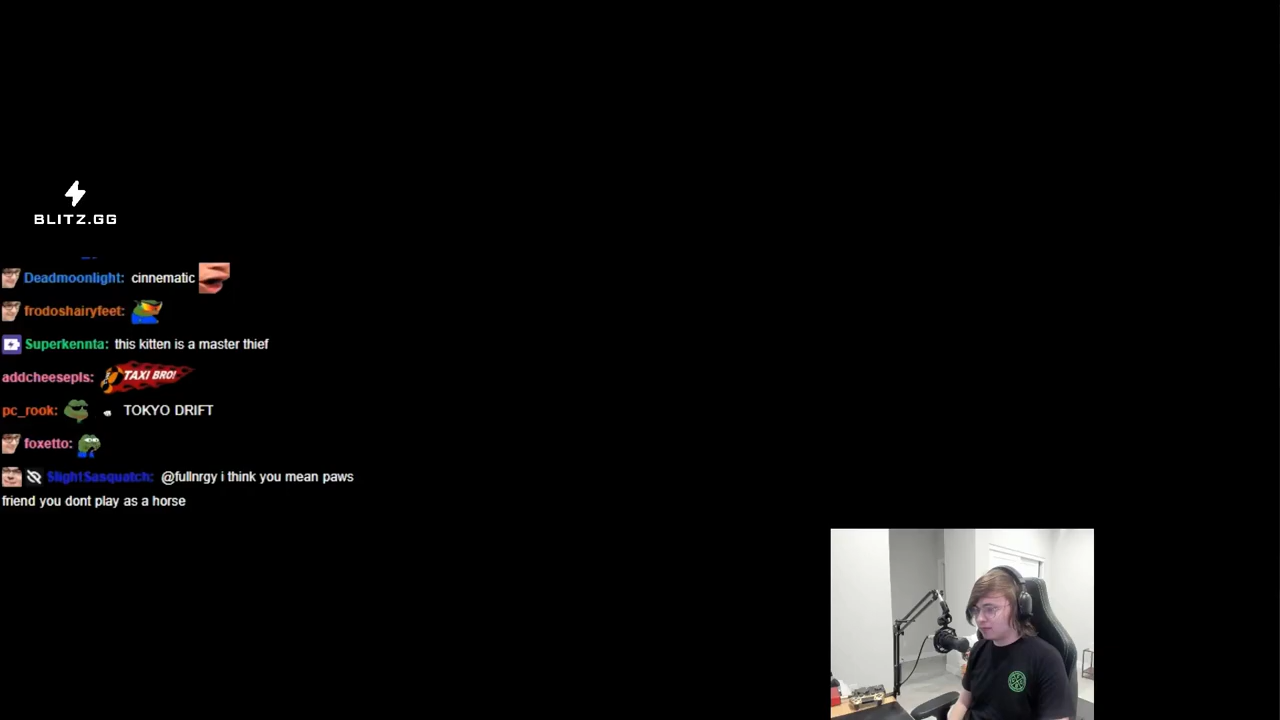 BLITZ.GG
Deadmoonlight: cinnematic
frodoshairyfeet:
Superkennta: this kitten is a master thief
addcheesepls: TAXI BRO!
pc_rook: TOKYO DRIFT
foxetto:
SlightSasquatch: @fullnrgy i think you mean paws
friend you dont play as a horse